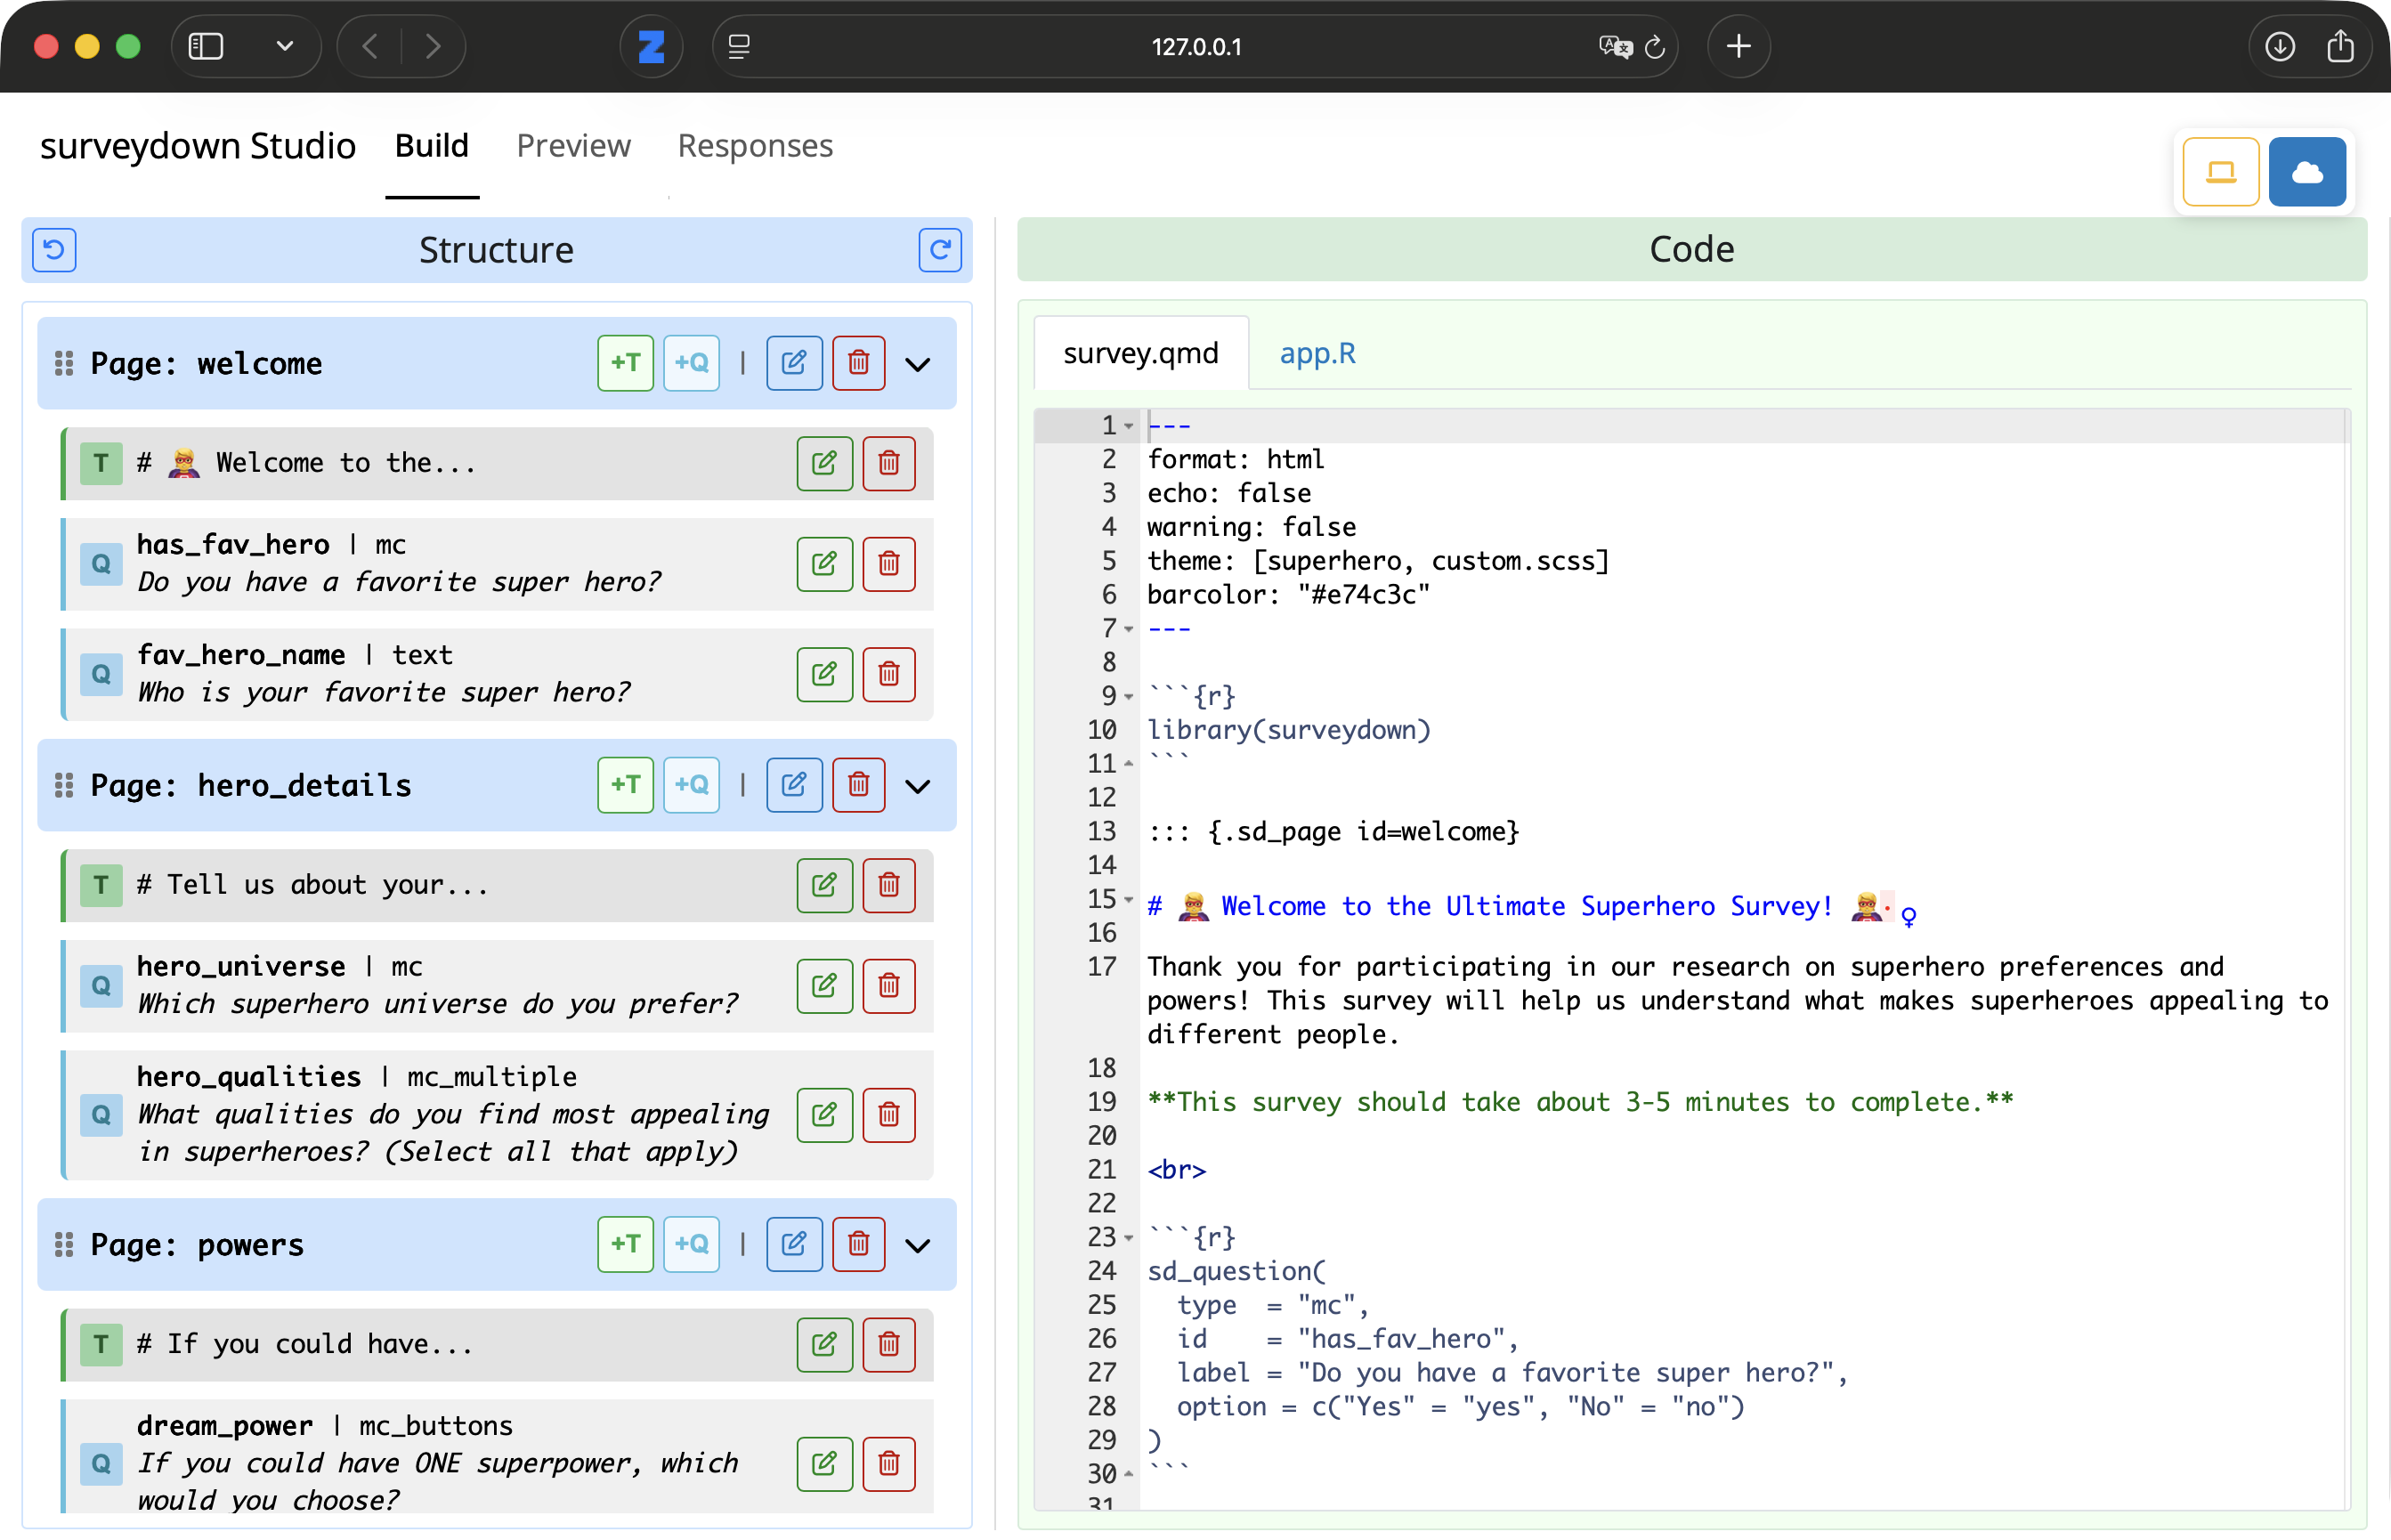 127.0.0.1
surveydown Studio Build Preview Responses
Structure
Page: welcome +T +Q |
T # 🦸 Welcome to the...
Q has_fav_hero | mc
Do you have a favorite super hero?
Q fav_hero_name | text
Who is your favorite super hero?
Page: hero_details +T +Q |
T # Tell us about your...
Q hero_universe | mc
Which superhero universe do you prefer?
Q hero_qualities | mc_multiple
What qualities do you find most appealing
in superheroes? (Select all that apply)
Page: powers +T +Q |
T # If you could have...
Q dream_power | mc_buttons
If you could have ONE superpower, which
would you choose?
Code
survey.qmd app.R
1 ---
2 format: html
3 echo: false
4 warning: false
5 theme: [superhero, custom.scss]
6 barcolor: "#e74c3c"
7 ---
8
9 ```{r}
10 library(surveydown)
11 ```
12
13 ::: {.sd_page id=welcome}
14
15 # 🦸 Welcome to the Ultimate Superhero Survey! 🦸·♀
16
17 Thank you for participating in our research on superhero preferences and
powers! This survey will help us understand what makes superheroes appealing to
different people.
18
19 **This survey should take about 3-5 minutes to complete.**
20
21 <br>
22
23 ```{r}
24 sd_question(
25   type  = "mc",
26   id    = "has_fav_hero",
27   label = "Do you have a favorite super hero?",
28   option = c("Yes" = "yes", "No" = "no")
29 )
30 ```
31